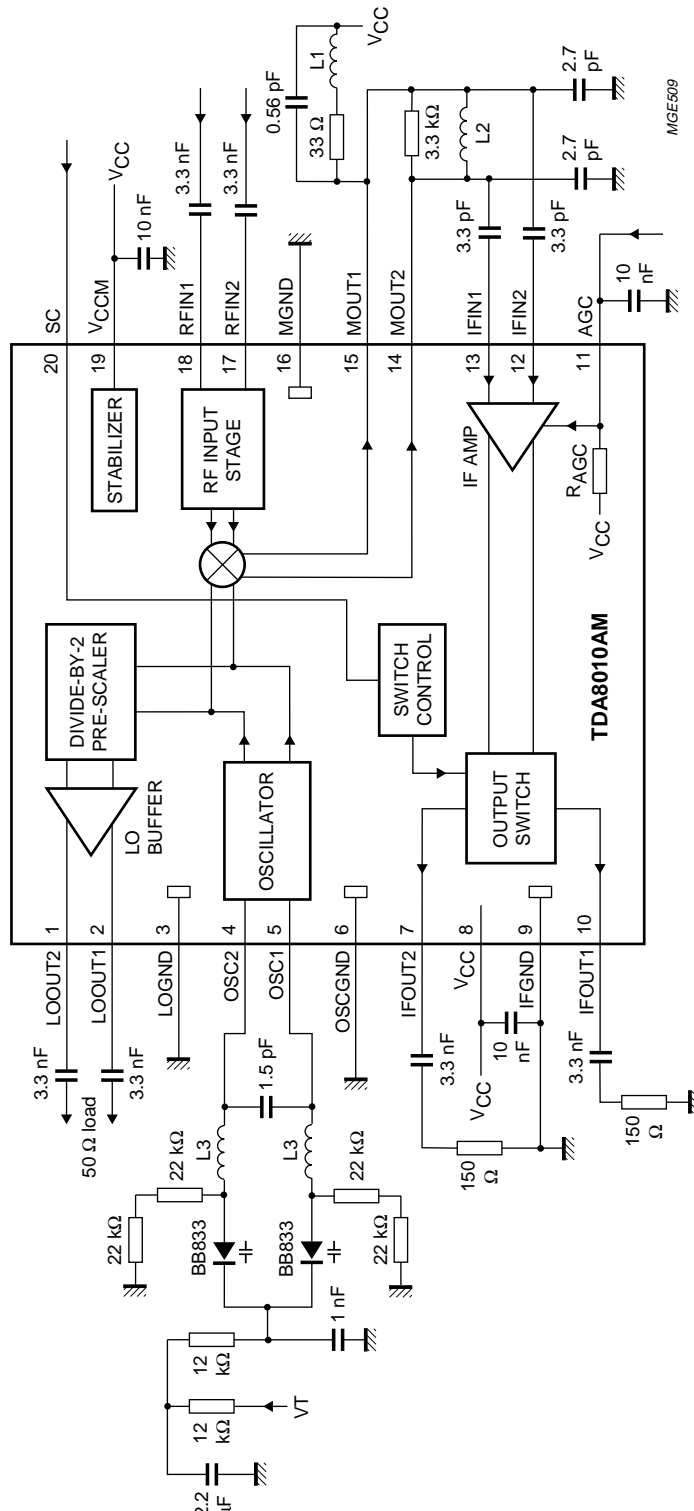 0.56 pF
L1
33 Ω
VCC
VCC
10 nF
3.3 nF
3.3 nF
3.3 kΩ
L2
2.7
pF
2.7
pF
3.3 pF
3.3 pF
10
nF
MGE509
SC
VCCM
RFIN1
RFIN2
MGND
MOUT1
MOUT2
IFIN1
IFIN2
AGC
20
19
18
17
16
15
14
13
12
11
STABILIZER
RF INPUT
STAGE
IF AMP
RAGC
VCC
DIVIDE-BY-2
PRE-SCALER
SWITCH
CONTROL
TDA8010AM
LO
BUFFER
OSCILLATOR
OUTPUT
SWITCH
1
2
3
4
5
6
7
8
9
10
LOOUT2
LOOUT1
LOGND
OSC2
OSC1
OSCGND
IFOUT2
VCC
IFGND
IFOUT1
3.3 nF
3.3 nF
50 Ω load
1.5 pF
3.3 nF
10
nF
VCC
3.3 nF
L3
L3
22 kΩ
22 kΩ
150
Ω
150
Ω
22 kΩ
BB833
BB833
22 kΩ
12
kΩ
1 nF
12
kΩ
VT